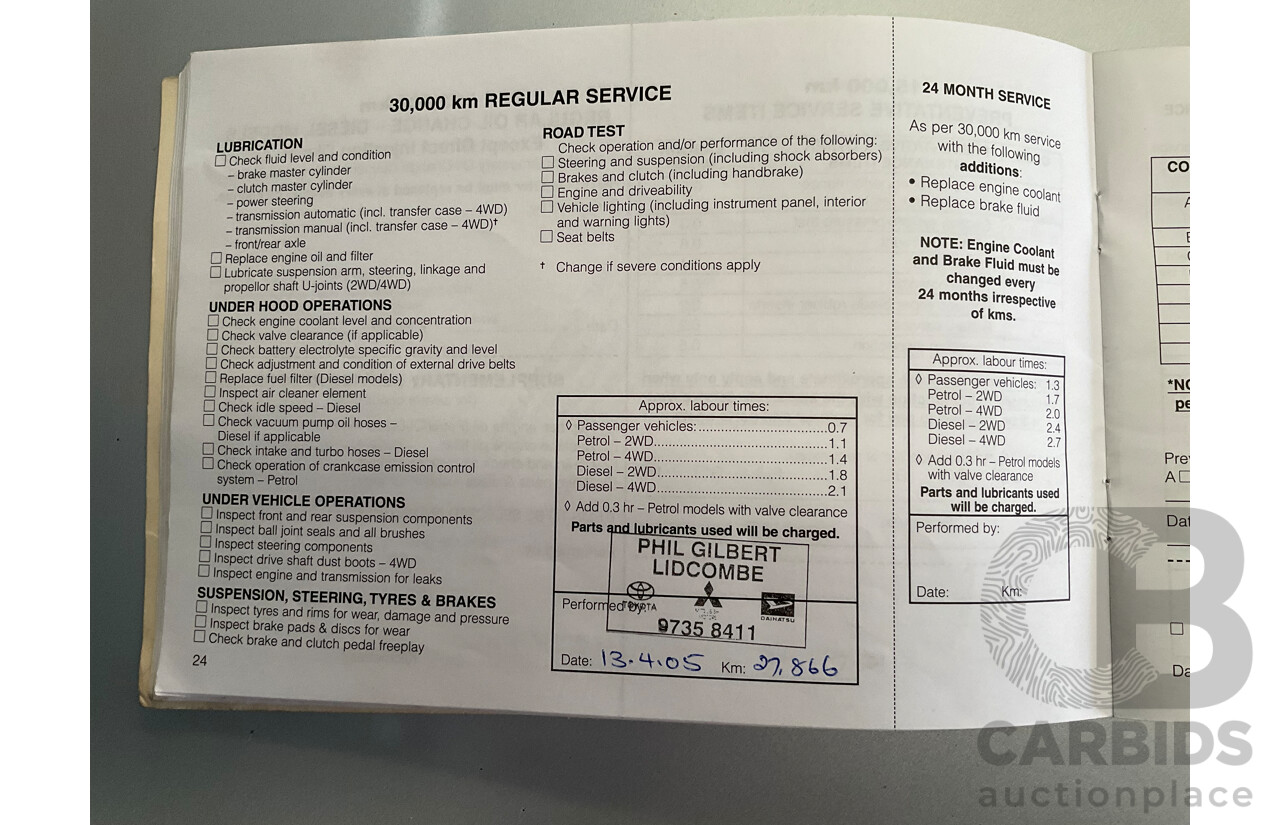 30,000 km REGULAR SERVICE
LUBRICATION
Check fluid level and condition
– brake master cylinder
– clutch master cylinder
– power steering
– transmission automatic (incl. transfer case – 4WD)
– transmission manual (incl. transfer case – 4WD)†
– front/rear axle
Replace engine oil and filter
Lubricate suspension arm, steering, linkage and
propellor shaft U-joints (2WD/4WD)
UNDER HOOD OPERATIONS
Check engine coolant level and concentration
Check valve clearance (if applicable)
Check battery electrolyte specific gravity and level
Check adjustment and condition of external drive belts
Replace fuel filter (Diesel models)
Inspect air cleaner element
Check idle speed – Diesel
Check vacuum pump oil hoses –
Diesel if applicable
Check intake and turbo hoses – Diesel
Check operation of crankcase emission control
system – Petrol
UNDER VEHICLE OPERATIONS
Inspect front and rear suspension components
Inspect ball joint seals and all brushes
Inspect steering components
Inspect drive shaft dust boots – 4WD
Inspect engine and transmission for leaks
SUSPENSION, STEERING, TYRES & BRAKES
Inspect tyres and rims for wear, damage and pressure
Inspect brake pads & discs for wear
Check brake and clutch pedal freeplay
24
ROAD TEST
Check operation and/or performance of the following:
Steering and suspension (including shock absorbers)
Brakes and clutch (including handbrake)
Engine and driveability
Vehicle lighting (including instrument panel, interior
and warning lights)
Seat belts
† Change if severe conditions apply
Approx. labour times:
◊ Passenger vehicles:..............................0.7
Petrol – 2WD........................................1.1
Petrol – 4WD........................................1.4
Diesel – 2WD........................................1.8
Diesel – 4WD........................................2.1
◊ Add 0.3 hr – Petrol models with valve clearance
Parts and lubricants used will be charged.
PHIL GILBERT
LIDCOMBE
Performed by:
TOYOTA
DAIHATSU
9735 8411
Date: 13.4.05 Km: 27,866
24 MONTH SERVICE
As per 30,000 km service
with the following
additions:
• Replace engine coolant
• Replace brake fluid
NOTE: Engine Coolant
and Brake Fluid must be
changed every
24 months irrespective
of kms.
Approx. labour times:
◊ Passenger vehicles: 1.3
Petrol – 2WD 1.7
Petrol – 4WD 2.0
Diesel – 2WD 2.4
Diesel – 4WD 2.7
◊ Add 0.3 hr – Petrol models
with valve clearance
Parts and lubricants used
will be charged.
Performed by:
Date: Km:
CARBIDS
auctionplace